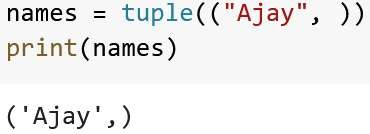 names = tuple(("Ajay", ))
print(names)
('Ajay',)